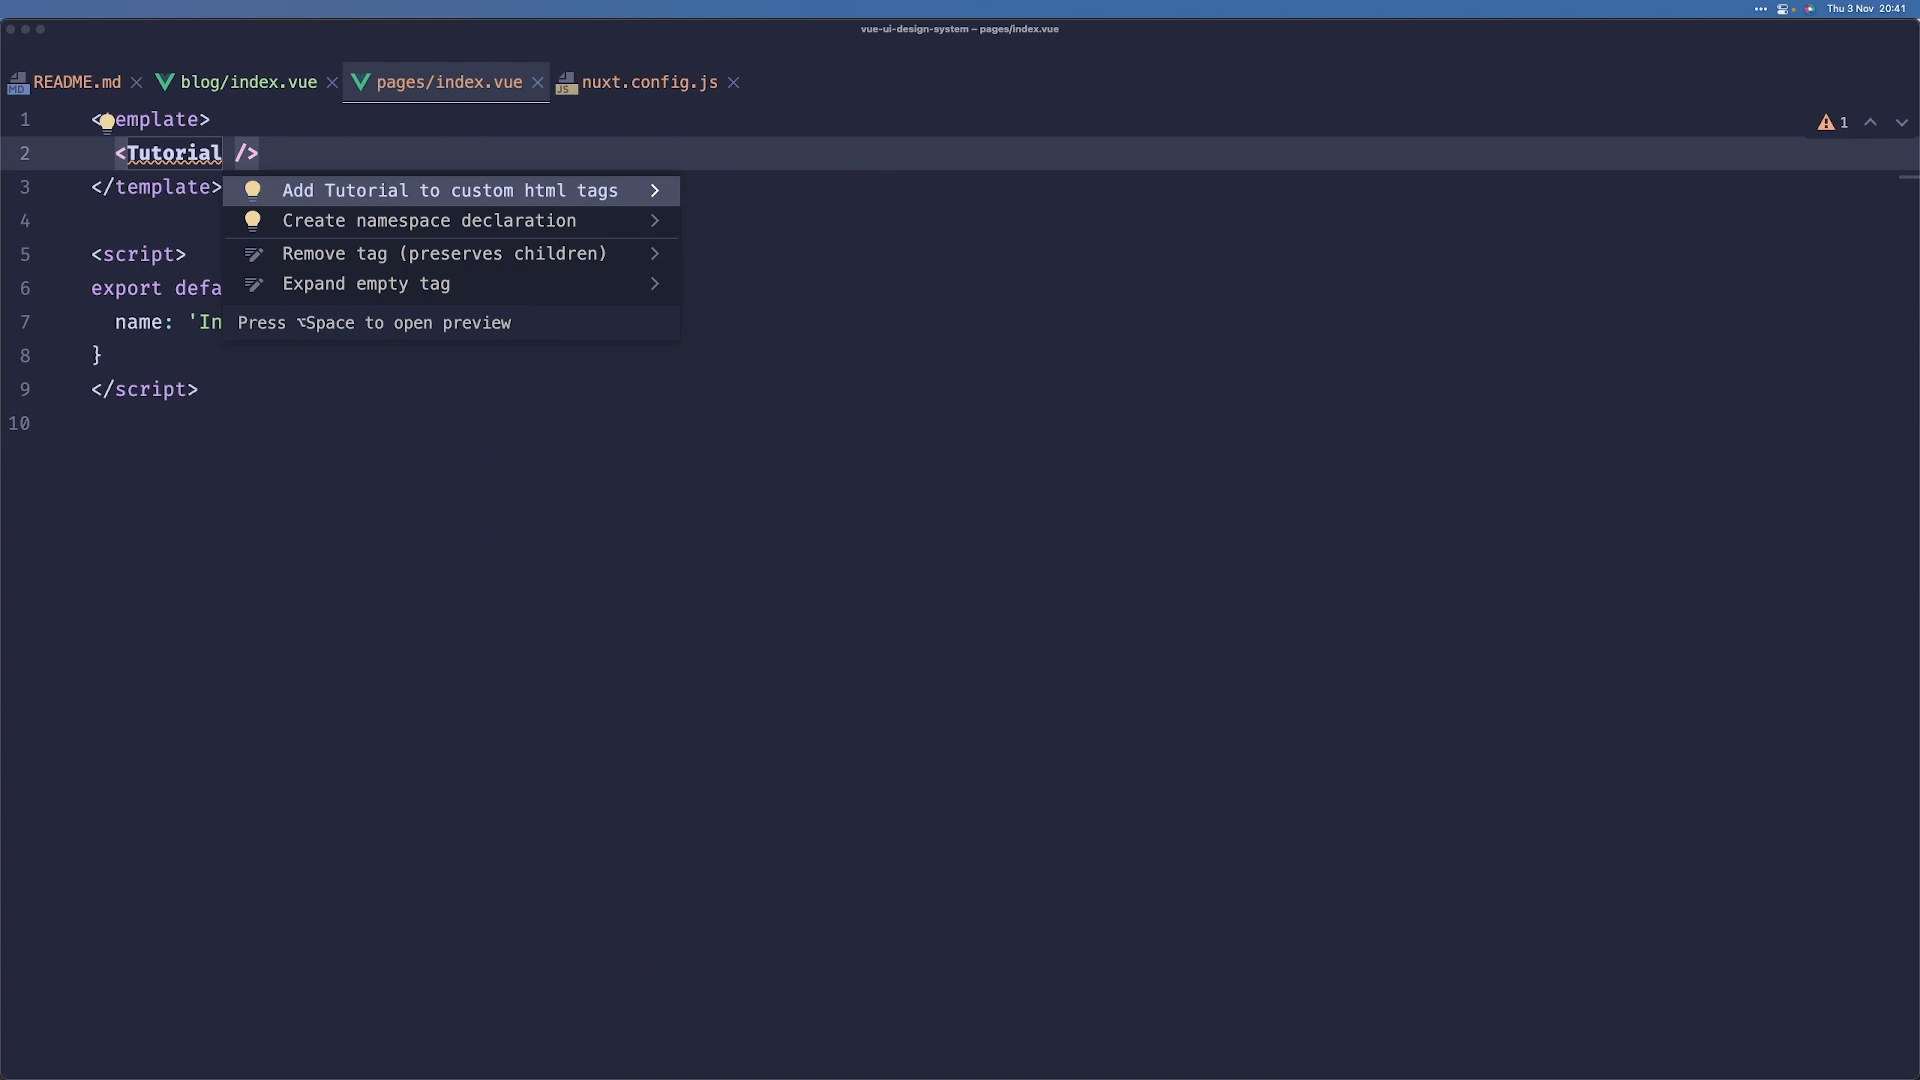 Thu 3 Nov 20:41
vue-ui-design-system – pages/index.vue
README.md blog/index.vue pages/index.vue nuxt.config.js
1 <template>
1
2 <Tutorial />
3 </template>
Add Tutorial to custom html tags
4
Create namespace declaration
5 <script>
Remove tag (preserves children)
6 export defa
Expand empty tag
7 name: 'In
Press ⌥Space to open preview
8 }
9 </script>
10